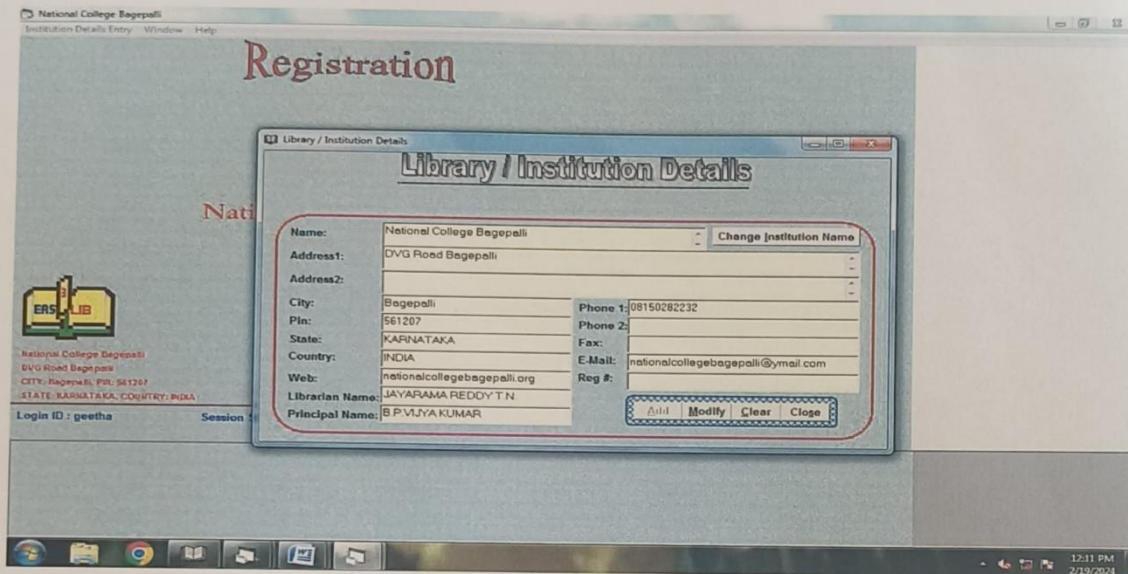 National College Bagepalli
Institution Details Entry Window Help
Registration
Library / Institution Details
Library / Institution Details
Nati
Name: National College Bagepalli Change Institution Name
Address1: DVG Road Bagepalli
Address2:
City: Bagepalli Phone 1: 08150282232
Pin: 561207 Phone 2:
State: KARNATAKA Fax:
Country: INDIA E-Mail: nationalcollegebagepalli@ymail.com
Web: nationalcollegebagepalli.org Reg #:
Librarian Name: JAYARAMA REDDY T N
Principal Name: B.P.VIJYA KUMAR
Add Modify Clear Close
LIB
National College Bagepalli
DVG Road Bagepalli
CITY: Bagepalli, PIN: 561207
STATE: KARNATAKA, COUNTRY: INDIA
Login ID : geetha Session
12:11 PM
2/19/2024